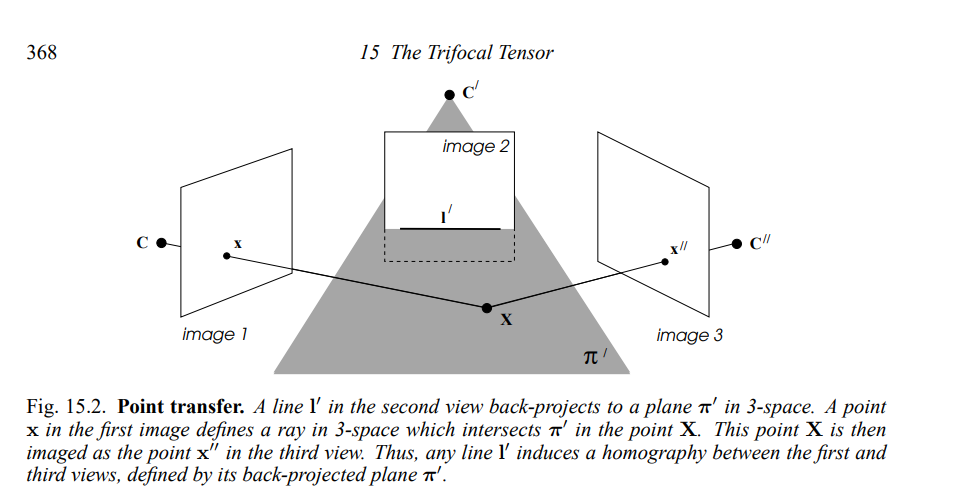 368
15 The Trifocal Tensor
C/
image 2
l/
C
x
x//
C//
X
image 1
image 3
π/
Fig. 15.2. Point transfer. A line l′ in the second view back-projects to a plane π′ in 3-space. A point
x in the first image defines a ray in 3-space which intersects π′ in the point X. This point X is then
imaged as the point x′′ in the third view. Thus, any line l′ induces a homography between the first and
third views, defined by its back-projected plane π′.